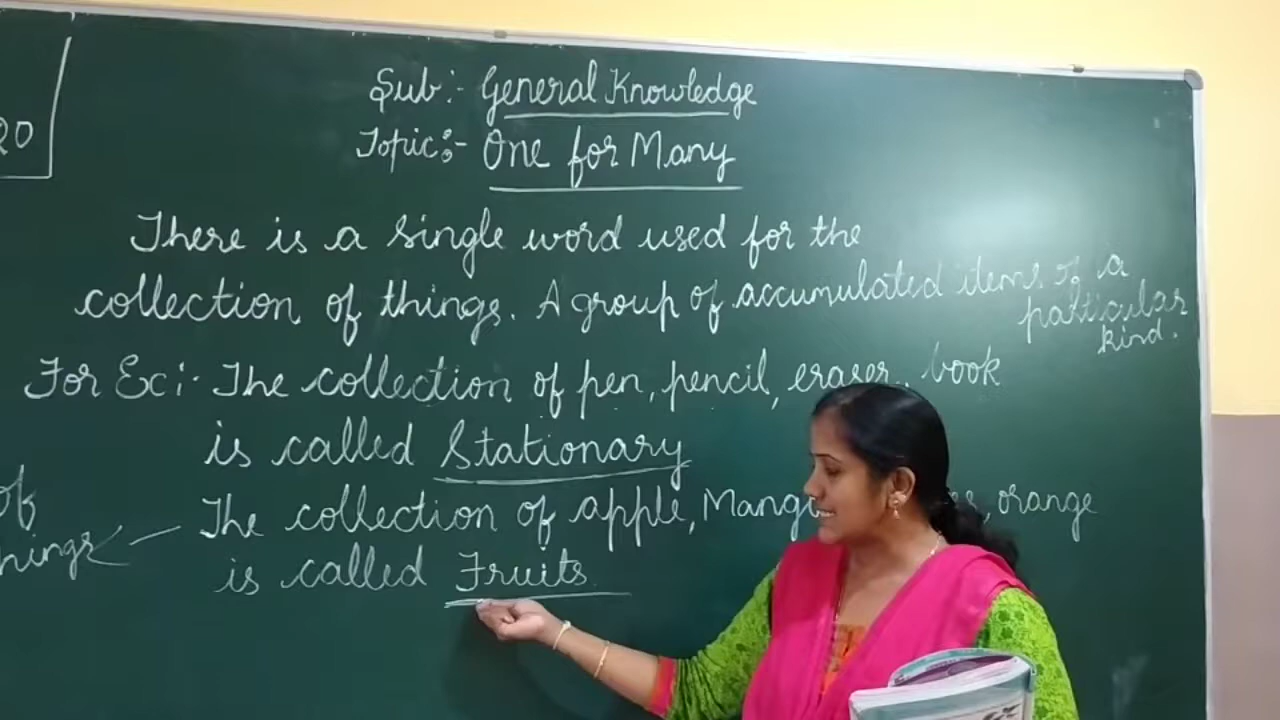 20
Sub:- General Knowledge
Topic:- One for Many
There is a single word used for the
collection of things. A group of accumulated items of a
particular
kind.
For Ex:- The collection of pen, pencil, eraser, book
is called Stationary
The collection of apple, orange
is called Fruits
of
things